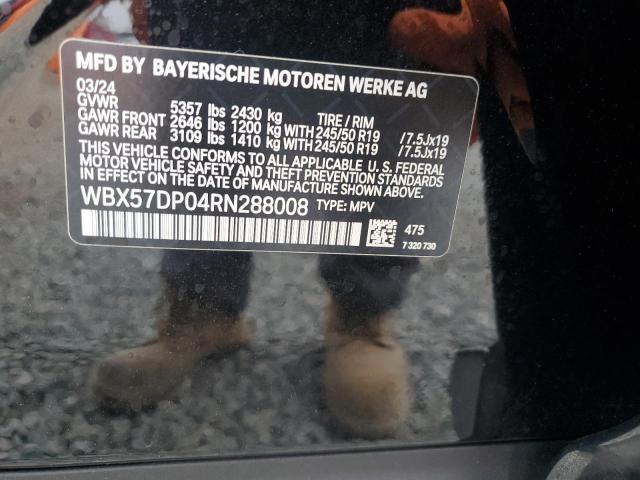 MFD BY BAYERISCHE MOTOREN WERKE AG
03/24
GVWR 5357 lbs 2430 kg TIRE / RIM
GAWR FRONT 2646 lbs 1200 kg WITH 245/50 R19 /7.5Jx19
GAWR REAR 3109 lbs 1410 kg WITH 245/50 R19 /7.5Jx19
THIS VEHICLE CONFORMS TO ALL APPLICABLE U. S. FEDERAL
MOTOR VEHICLE SAFETY AND THEFT PREVENTION STANDARDS
IN EFFECT ON THE DATE OF MANUFACTURE SHOWN ABOVE.
WBX57DP04RN288008 TYPE: MPV
475
7 320 730